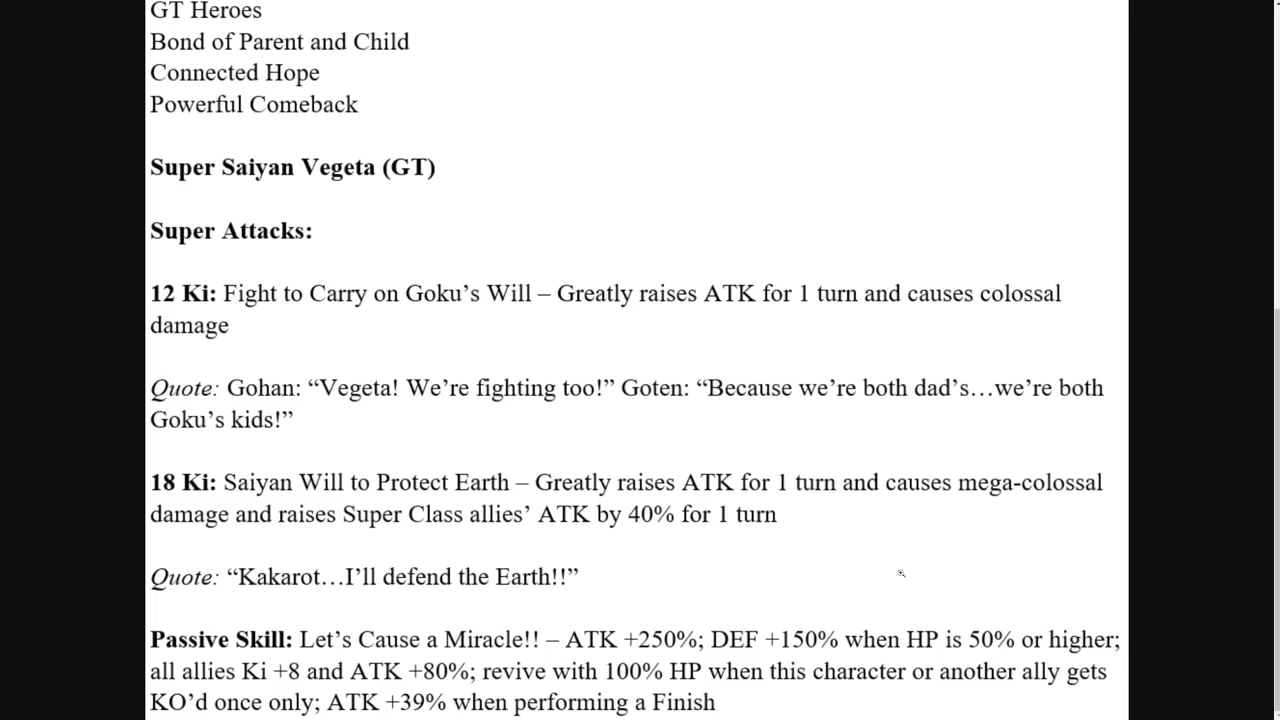 GT Heroes
Bond of Parent and Child
Connected Hope
Powerful Comeback
Super Saiyan Vegeta (GT)
Super Attacks:
12 Ki: Fight to Carry on Goku’s Will – Greatly raises ATK for 1 turn and causes colossal
damage
Quote: Gohan: “Vegeta! We’re fighting too!” Goten: “Because we’re both dad’s…we’re both
Goku’s kids!”
18 Ki: Saiyan Will to Protect Earth – Greatly raises ATK for 1 turn and causes mega-colossal
damage and raises Super Class allies’ ATK by 40% for 1 turn
Quote: “Kakarot…I’ll defend the Earth!!”
Passive Skill: Let’s Cause a Miracle!! – ATK +250%; DEF +150% when HP is 50% or higher;
all allies Ki +8 and ATK +80%; revive with 100% HP when this character or another ally gets
KO’d once only; ATK +39% when performing a Finish